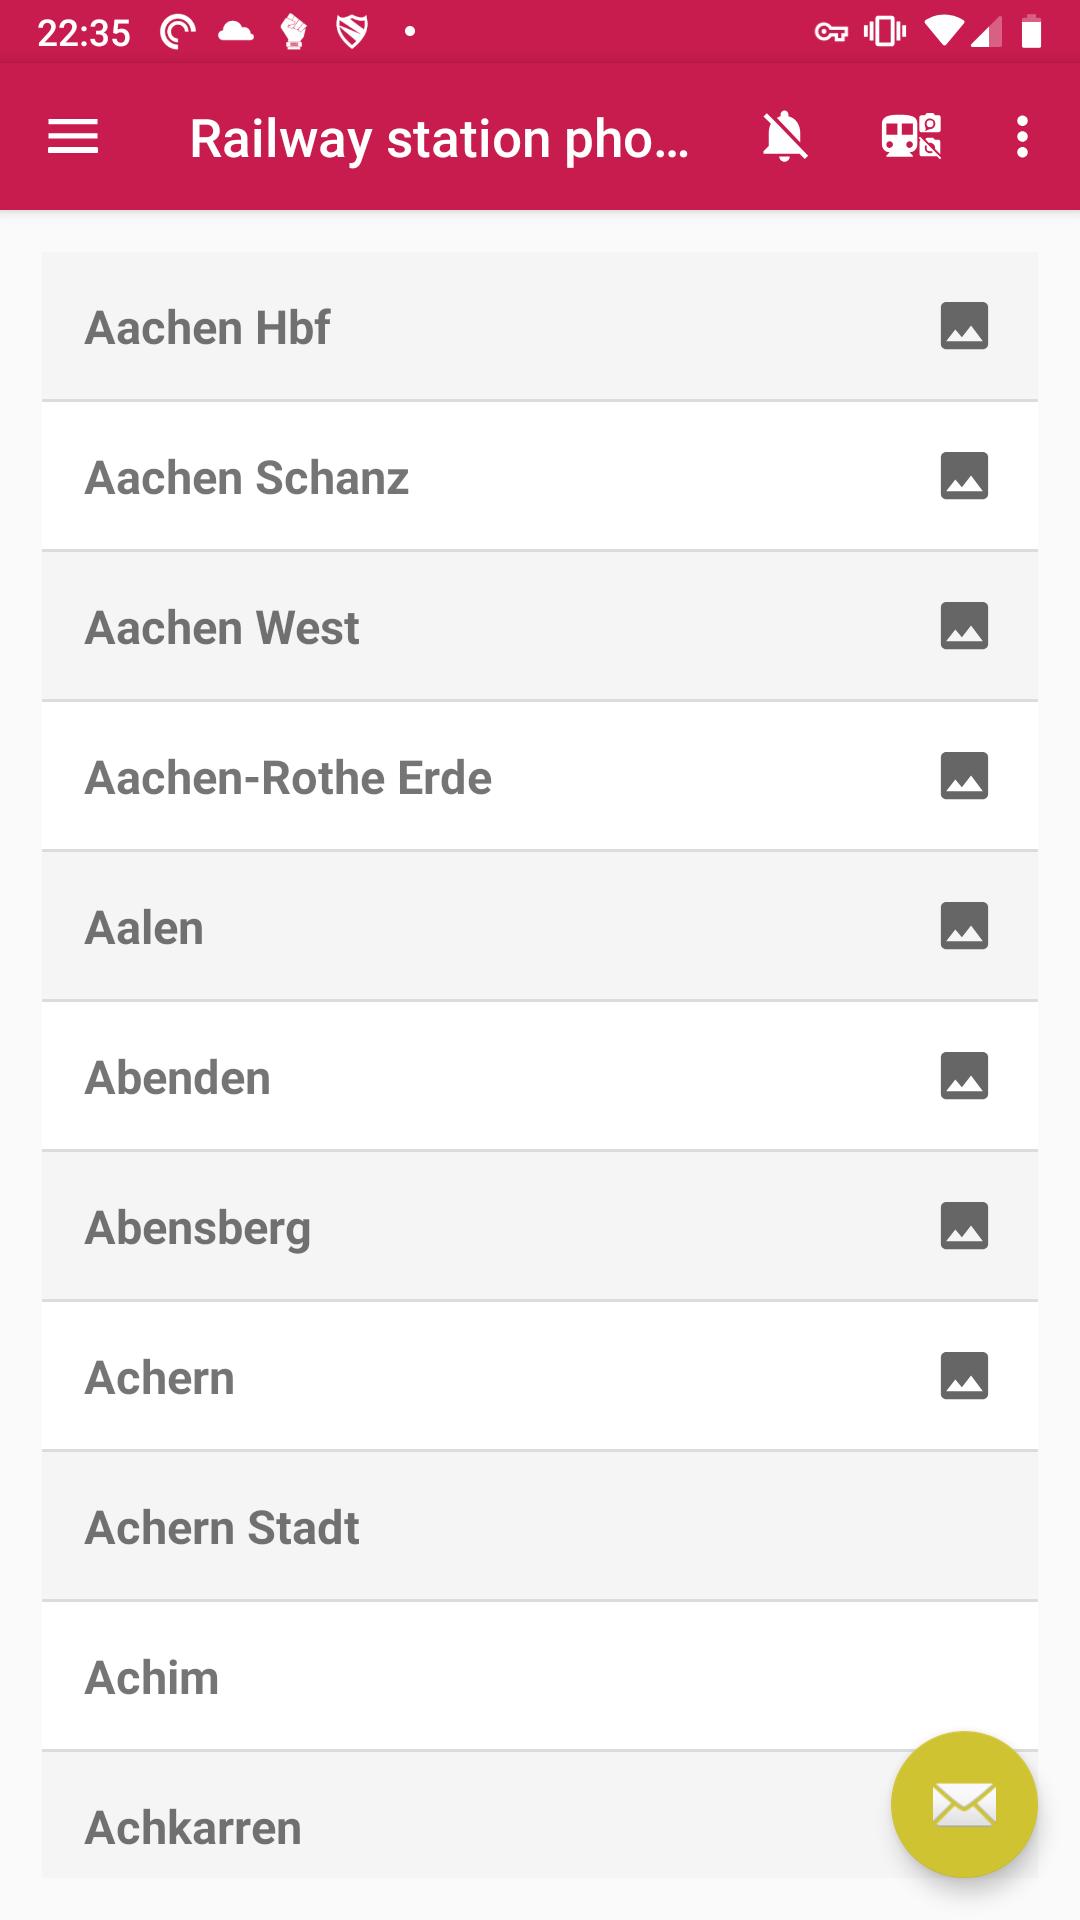 22:35
Railway station pho...
Aachen Hbf
Aachen Schanz
Aachen West
Aachen-Rothe Erde
Aalen
Abenden
Abensberg
Achern
Achern Stadt
Achim
Achkarren